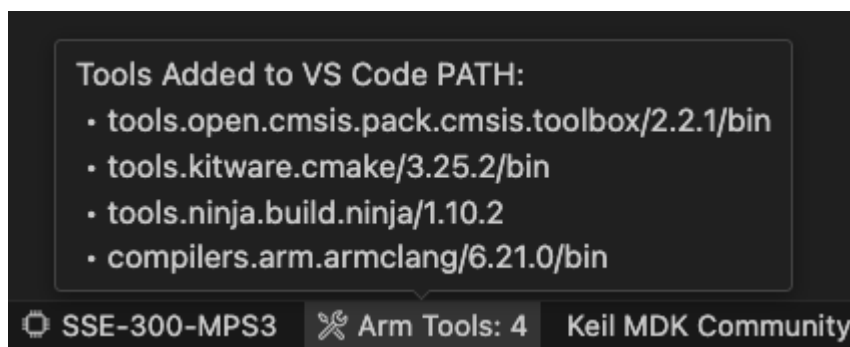 Tools Added to VS Code PATH:
• tools.open.cmsis.pack.cmsis.toolbox/2.2.1/bin
• tools.kitware.cmake/3.25.2/bin
• tools.ninja.build.ninja/1.10.2
• compilers.arm.armclang/6.21.0/bin
SSE-300-MPS3 Arm Tools: 4 Keil MDK Community